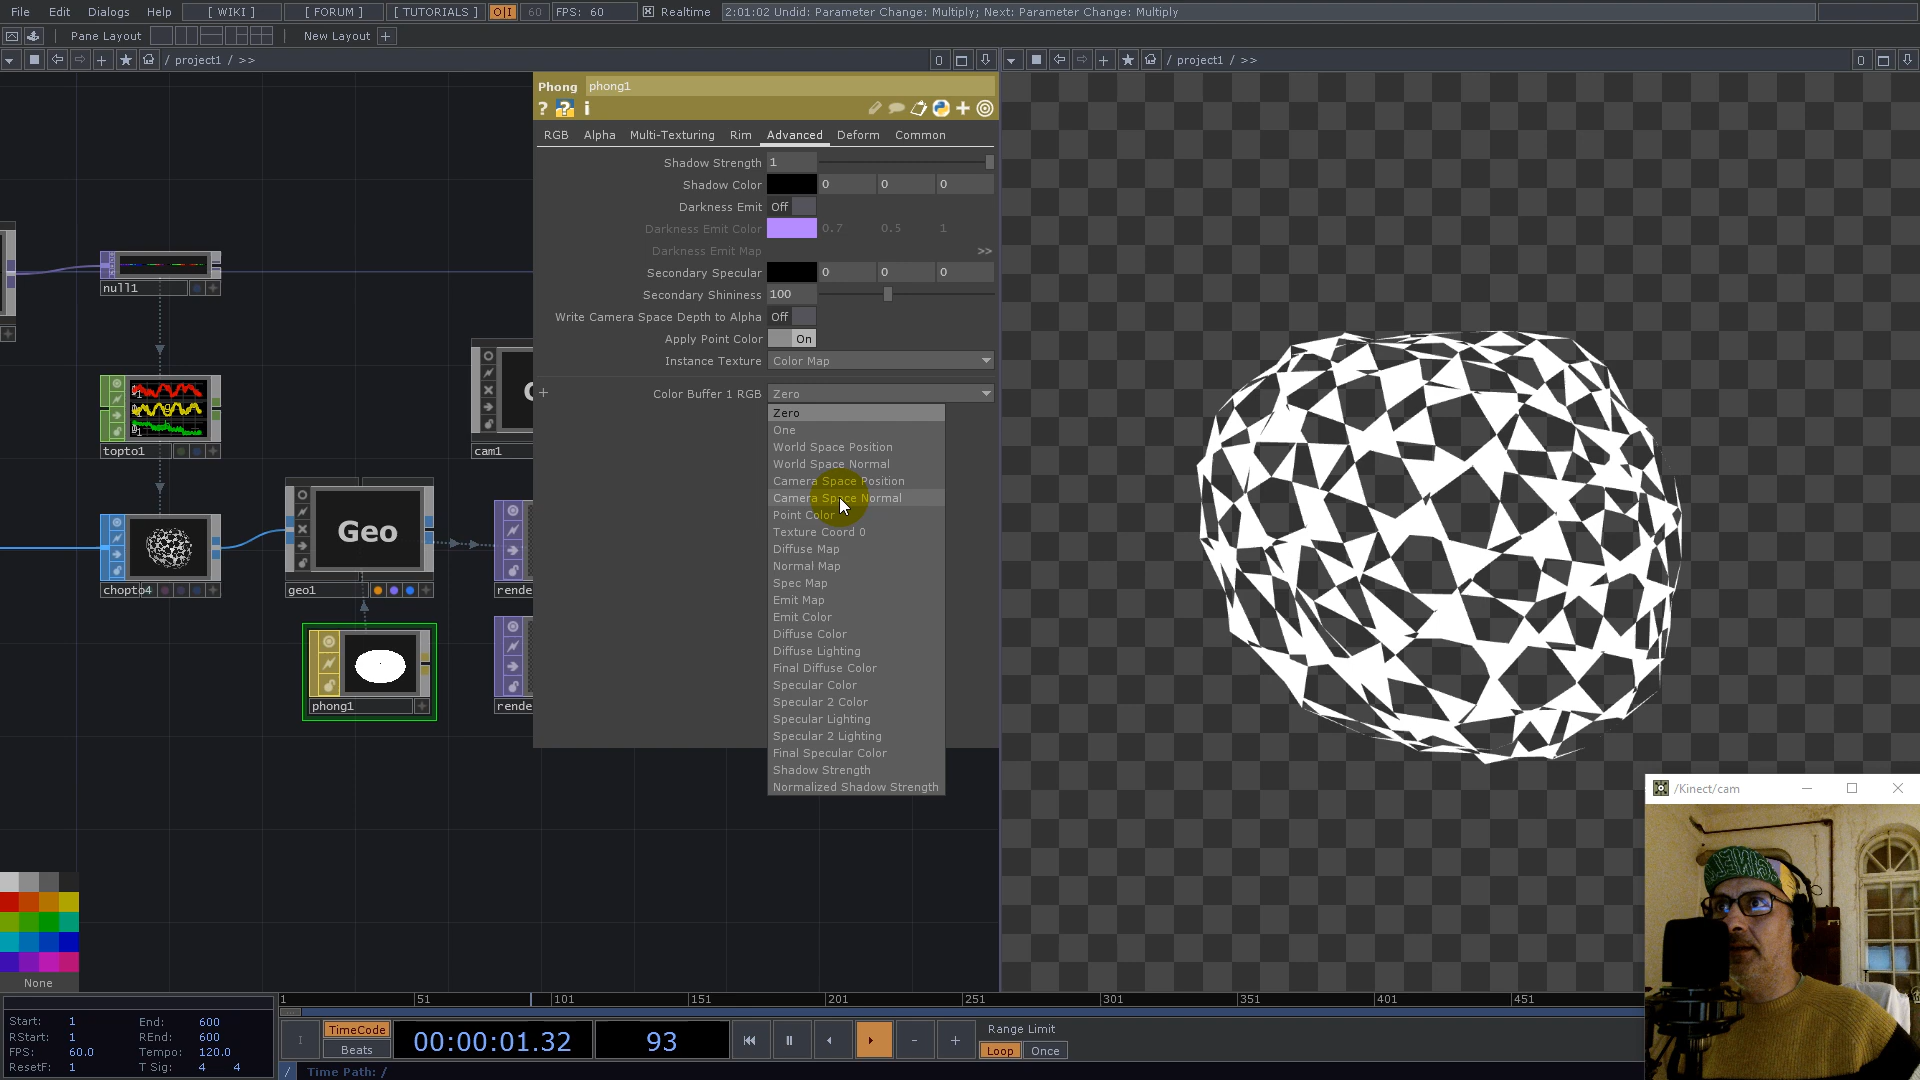 File Edit Dialogs Help [ WIKI ] [ FORUM ] [ TUTORIALS ] O|I 60 FPS: 60 Realtime 2:01:02 Undid: Parameter Change: Multiply; Next: Parameter Change: Multiply
Pane Layout New Layout +
/ project1 / >> 0
/ project1 / >> 0
Phong phong1
? ? i
RGB Alpha Multi-Texturing Rim Advanced Deform Common
Shadow Strength 1
Shadow Color 0 0 0
Darkness Emit Off
Darkness Emit Color 0.7 0.5 1
Darkness Emit Map >>
Secondary Specular 0 0 0
Secondary Shininess 100
Write Camera Space Depth to Alpha Off
Apply Point Color On
Instance Texture Color Map
+ Color Buffer 1 RGB Zero
Zero
One
World Space Position
World Space Normal
Camera Space Position
Camera Space Normal
Point Color
Texture Coord 0
Diffuse Map
Normal Map
Spec Map
Emit Map
Emit Color
Diffuse Color
Diffuse Lighting
Final Diffuse Color
Specular Color
Specular 2 Color
Specular Lighting
Specular 2 Lighting
Final Specular Color
Shadow Strength
Normalized Shadow Strength
null1
topto1
cam1
chopto4
Geo
geo1
rende
phong1
rende
None
/Kinect/cam
1 51 101 151 201 251 301 351 401 451
Start: 1 End: 600
RStart: 1 REnd: 600
FPS: 60.0 Tempo: 120.0
ResetF: 1 T Sig: 4 4
I TimeCode Beats
00:00:01.32 93
- +
Range Limit
Loop Once
/ Time Path: /